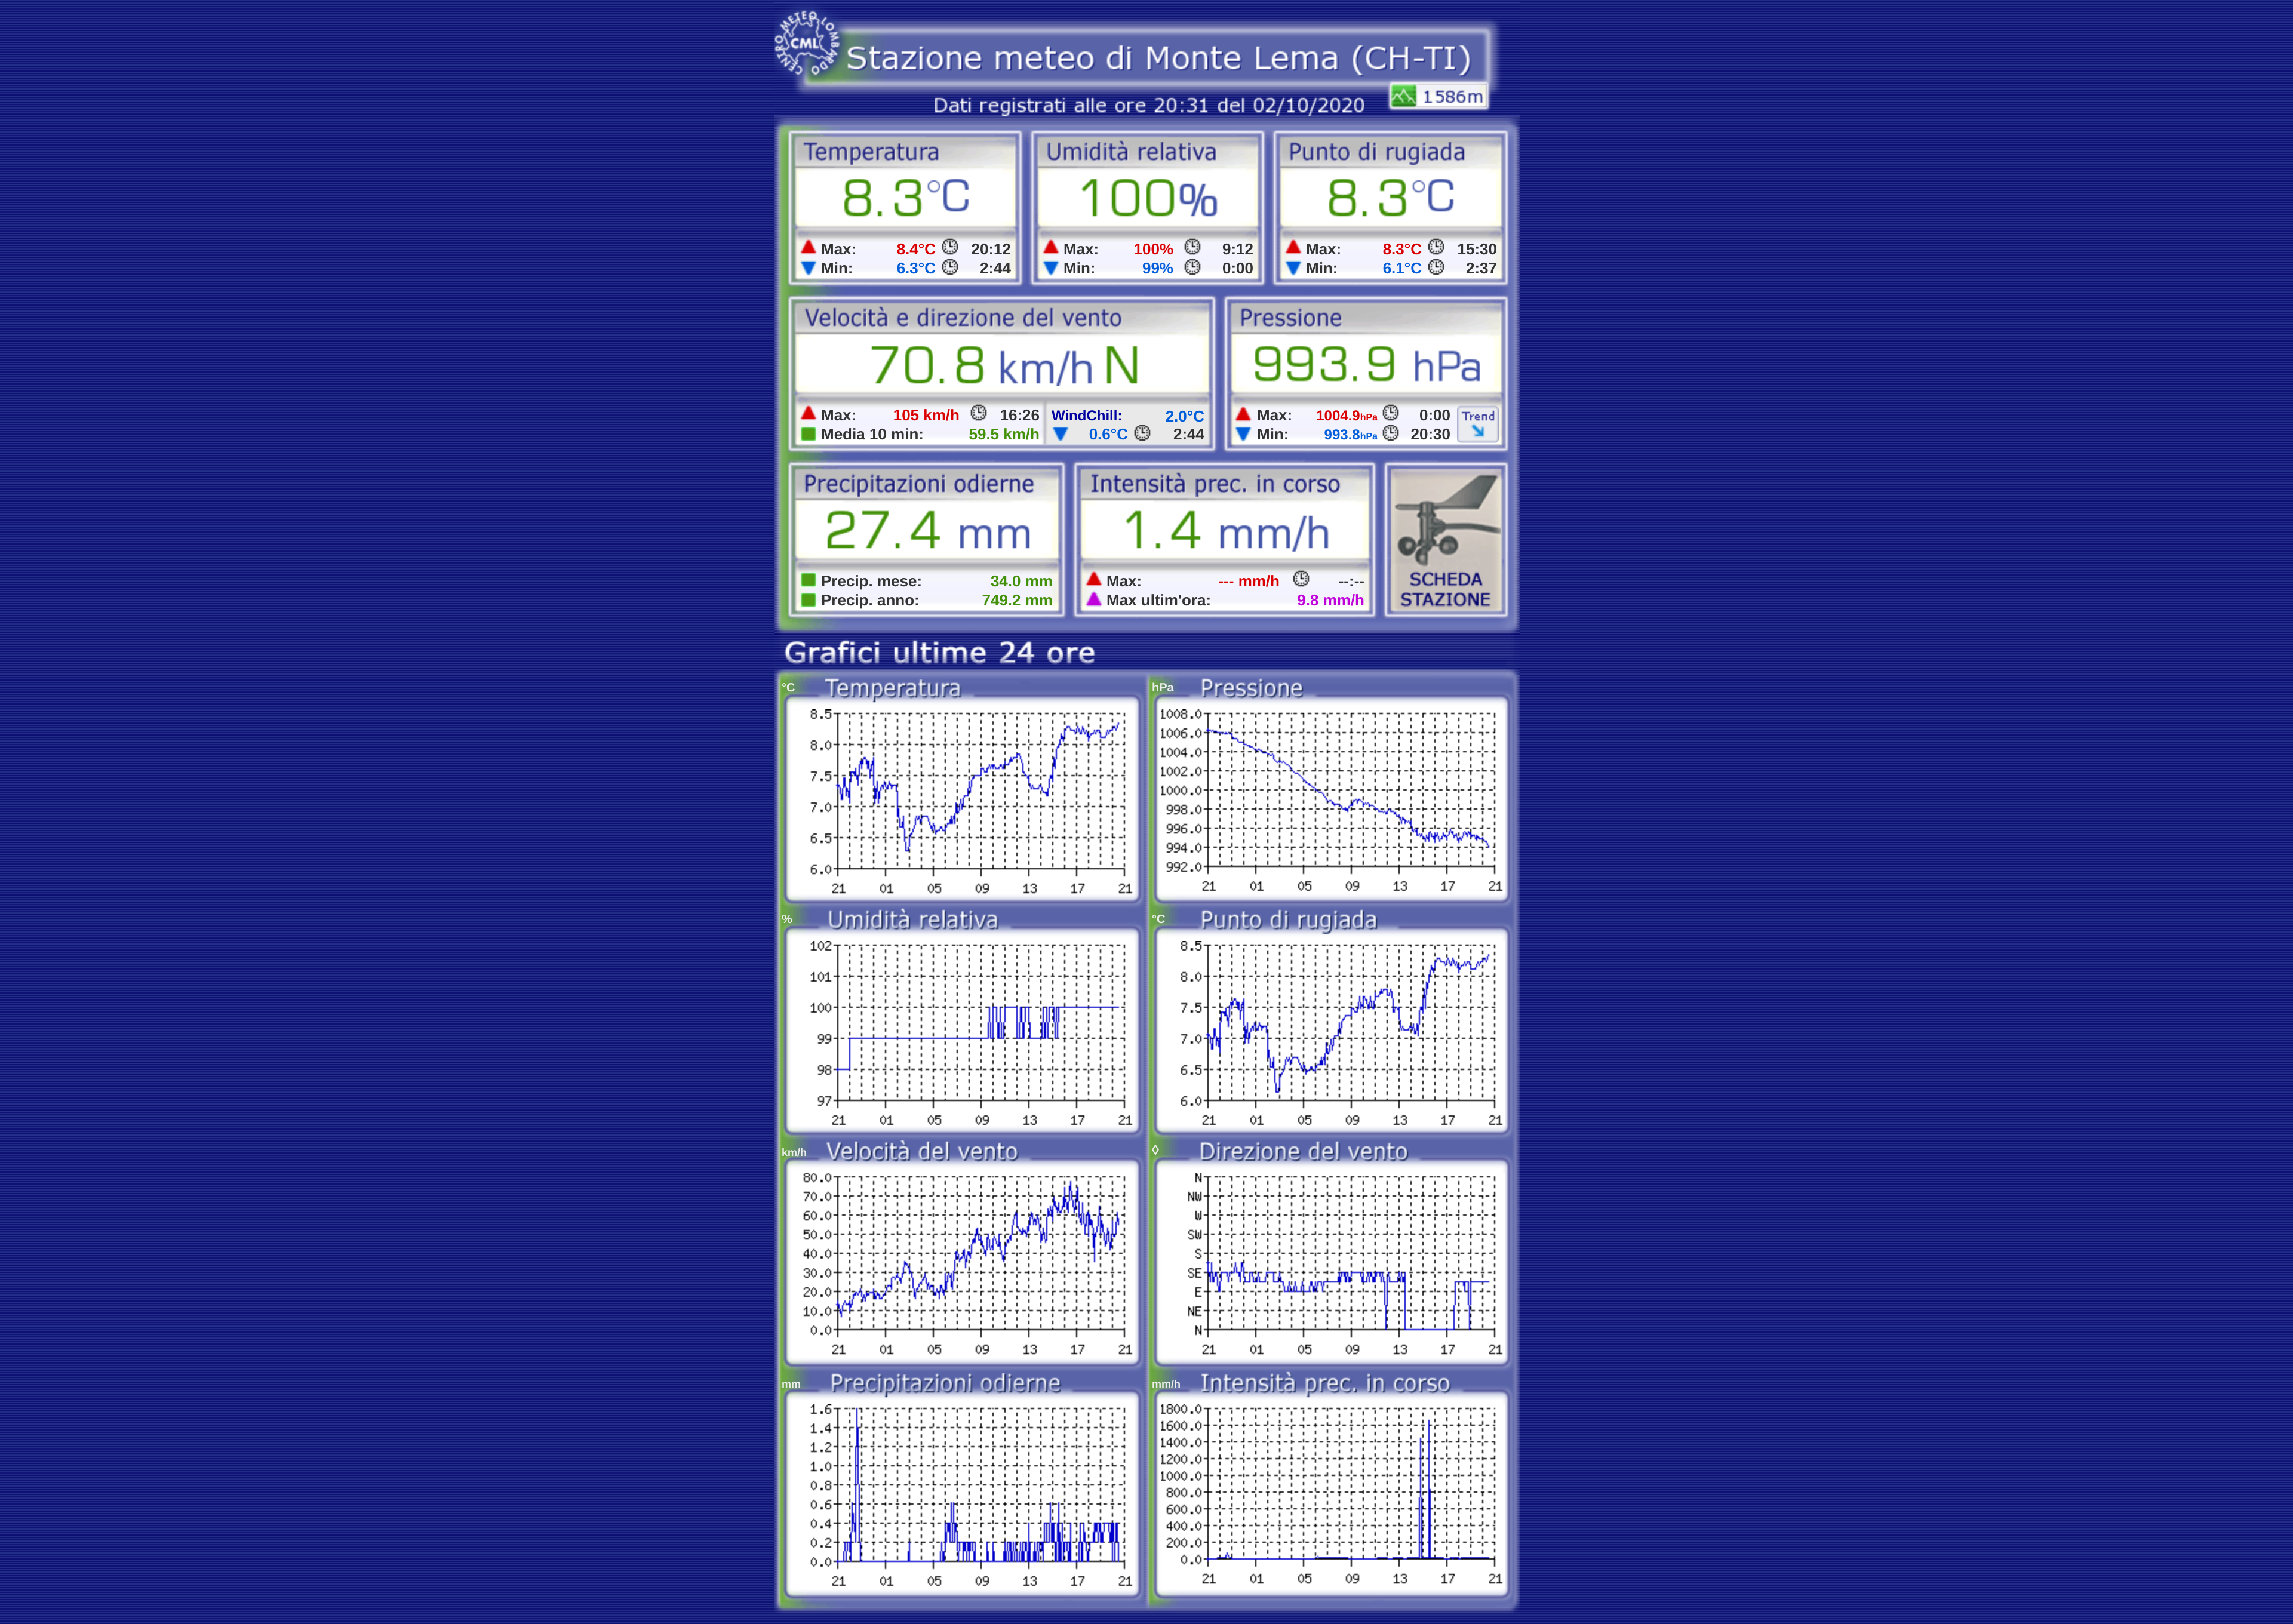 CENTRO METEO LOMBARDO
CML
Stazione meteo di Monte Lema (CH-TI)
Dati registrati alle ore 20:31 del 02/10/2020
1586m
Temperatura
8.3°C
Max: 8.4°C 20:12
Min: 6.3°C 2:44
Umidità relativa
100%
Max: 100% 9:12
Min: 99% 0:00
Punto di rugiada
8.3°C
Max: 8.3°C 15:30
Min: 6.1°C 2:37
Velocità e direzione del vento
70.8 km/h N
Max: 105 km/h 16:26
Media 10 min: 59.5 km/h
WindChill: 2.0°C
0.6°C 2:44
Pressione
993.9 hPa
Max: 1004.9hPa 0:00
Min: 993.8hPa 20:30
Trend
Precipitazioni odierne
27.4 mm
Precip. mese: 34.0 mm
Precip. anno: 749.2 mm
Intensità prec. in corso
1.4 mm/h
Max: --- mm/h --:--
Max ultim'ora: 9.8 mm/h
SCHEDA
STAZIONE
Grafici ultime 24 ore
°C Temperatura
8.5
8.0
7.5
7.0
6.5
6.0
21 01 05 09 13 17 21
hPa Pressione
1008.0
1006.0
1004.0
1002.0
1000.0
998.0
996.0
994.0
992.0
21 01 05 09 13 17 21
% Umidità relativa
102
101
100
99
98
97
21 01 05 09 13 17 21
°C Punto di rugiada
8.5
8.0
7.5
7.0
6.5
6.0
21 01 05 09 13 17 21
km/h Velocità del vento
80.0
70.0
60.0
50.0
40.0
30.0
20.0
10.0
0.0
21 01 05 09 13 17 21
◊ Direzione del vento
N
NW
W
SW
S
SE
E
NE
N
21 01 05 09 13 17 21
mm Precipitazioni odierne
1.6
1.4
1.2
1.0
0.8
0.6
0.4
0.2
0.0
21 01 05 09 13 17 21
mm/h Intensità prec. in corso
1800.0
1600.0
1400.0
1200.0
1000.0
800.0
600.0
400.0
200.0
0.0
21 01 05 09 13 17 21